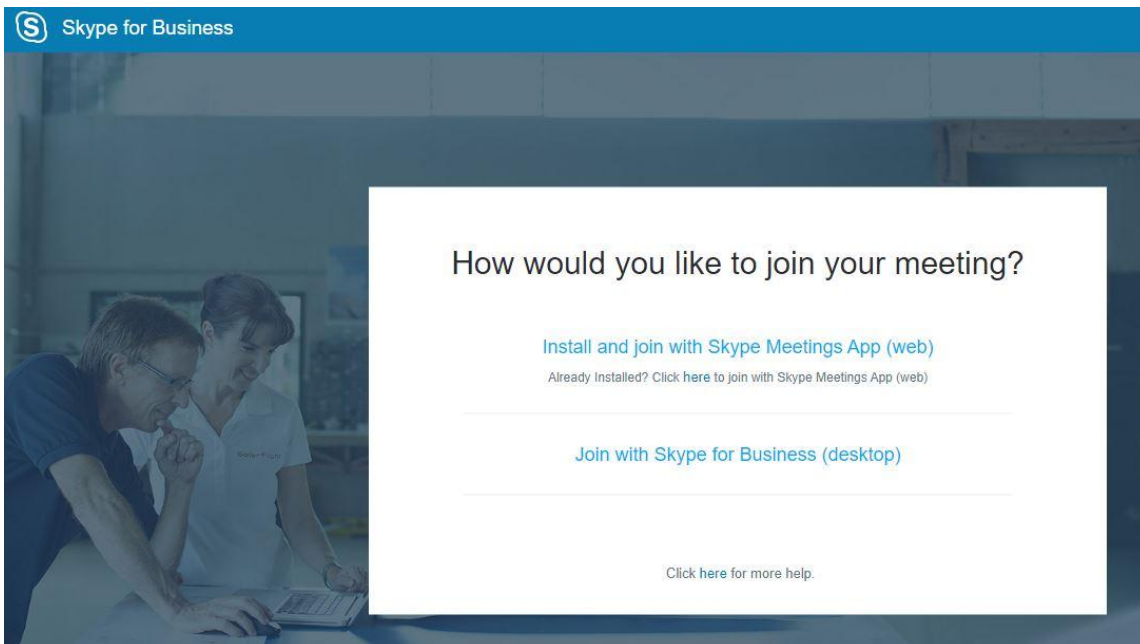 Skype for Business
How would you like to join your meeting?
Install and join with Skype Meetings App (web)
Already Installed? Click here to join with Skype Meetings App (web)
Join with Skype for Business (desktop)
Click here for more help.